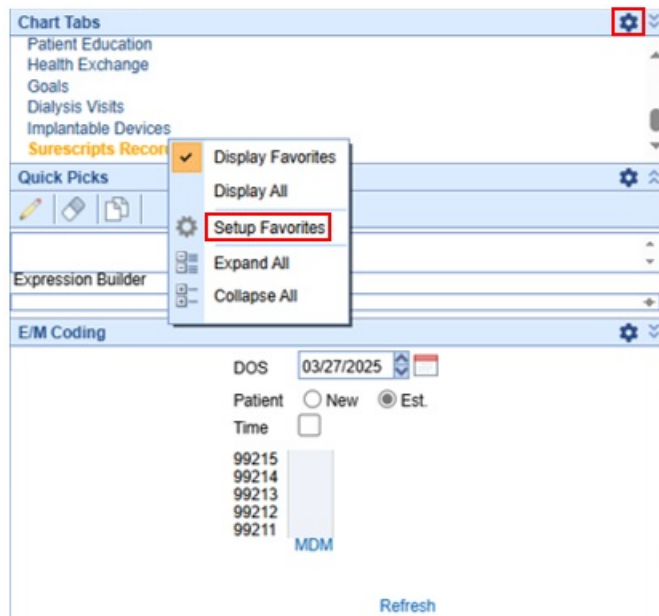 Chart Tabs
Patient Education
Health Exchange
Goals
Dialysis Visits
Implantable Devices
Surescripts Recor
Display Favorites
Display All
Setup Favorites
Expand All
Collapse All
Quick Picks
Expression Builder
E/M Coding
DOS 03/27/2025
Patient New Est.
Time
99215
99214
99213
99212
99211
MDM
Refresh